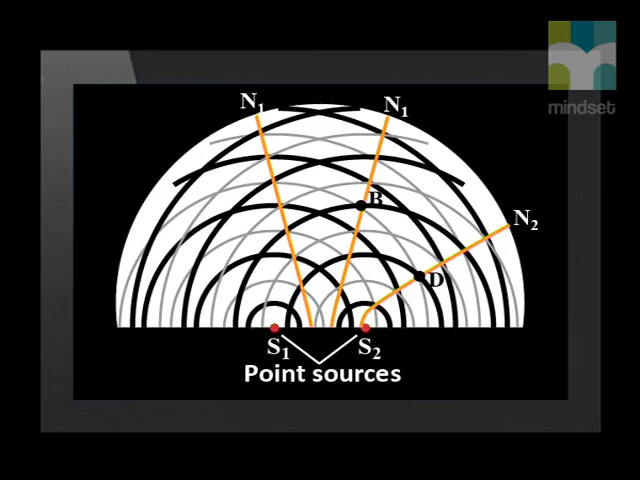 mindset
N1
N1
B
N2
D
S1
S2
Point sources